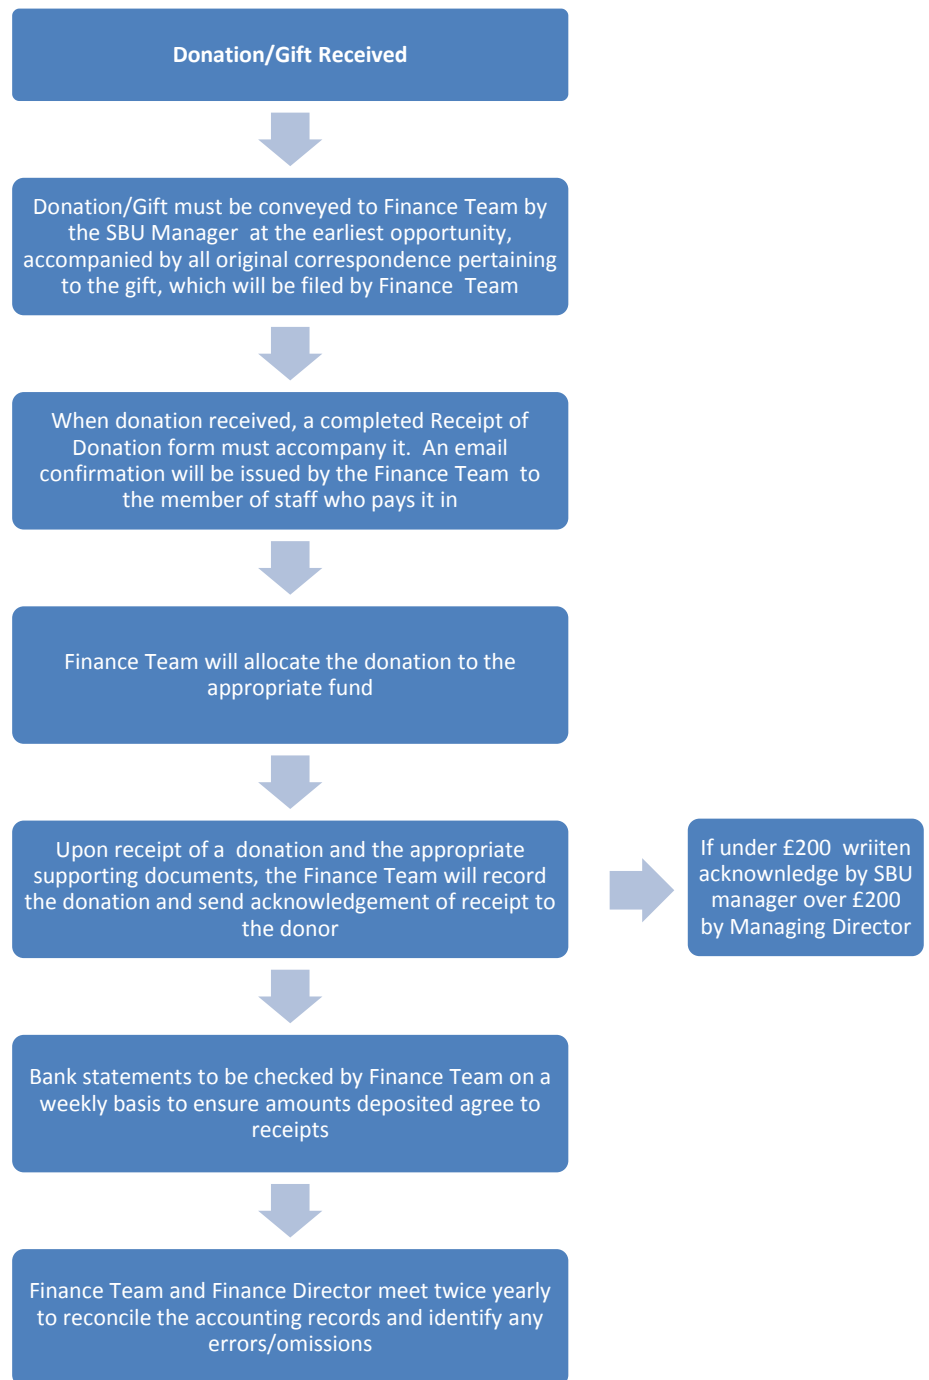 Donation/Gift Received
Donation/Gift must be conveyed to Finance Team by
the SBU Manager at the earliest opportunity,
accompanied by all original correspondence pertaining
to the gift, which will be filed by Finance Team
When donation received, a completed Receipt of
Donation form must accompany it. An email
confirmation will be issued by the Finance Team to
the member of staff who pays it in
Finance Team will allocate the donation to the
appropriate fund
Upon receipt of a donation and the appropriate
supporting documents, the Finance Team will record
the donation and send acknowledgement of receipt to
the donor
If under £200 wriiten
acknownledge by SBU
manager over £200
by Managing Director
Bank statements to be checked by Finance Team on a
weekly basis to ensure amounts deposited agree to
receipts
Finance Team and Finance Director meet twice yearly
to reconcile the accounting records and identify any
errors/omissions